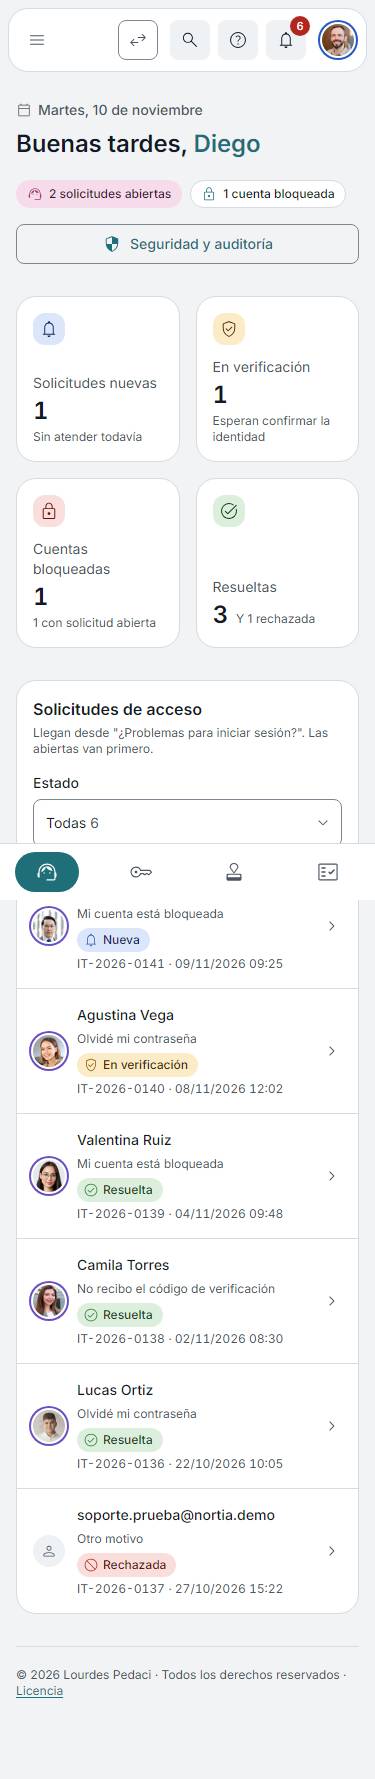 6
Martes, 10 de noviembre
Buenas tardes, Diego
2 solicitudes abiertas
1 cuenta bloqueada
Seguridad y auditoría
Solicitudes nuevas
1
Sin atender todavía
En verificación
1
Esperan confirmar la
identidad
Cuentas
bloqueadas
1
1 con solicitud abierta
Resueltas
3 Y 1 rechazada
Solicitudes de acceso
Llegan desde "¿Problemas para iniciar sesión?". Las
abiertas van primero.
Estado
Todas 6
Mi cuenta está bloqueada
Nueva
IT-2026-0141 · 09/11/2026 09:25
Agustina Vega
Olvidé mi contraseña
En verificación
IT-2026-0140 · 08/11/2026 12:02
Valentina Ruiz
Mi cuenta está bloqueada
Resuelta
IT-2026-0139 · 04/11/2026 09:48
Camila Torres
No recibo el código de verificación
Resuelta
IT-2026-0138 · 02/11/2026 08:30
Lucas Ortiz
Olvidé mi contraseña
Resuelta
IT-2026-0136 · 22/10/2026 10:05
soporte.prueba@nortia.demo
Otro motivo
Rechazada
IT-2026-0137 · 27/10/2026 15:22
© 2026 Lourdes Pedaci · Todos los derechos reservados ·
Licencia